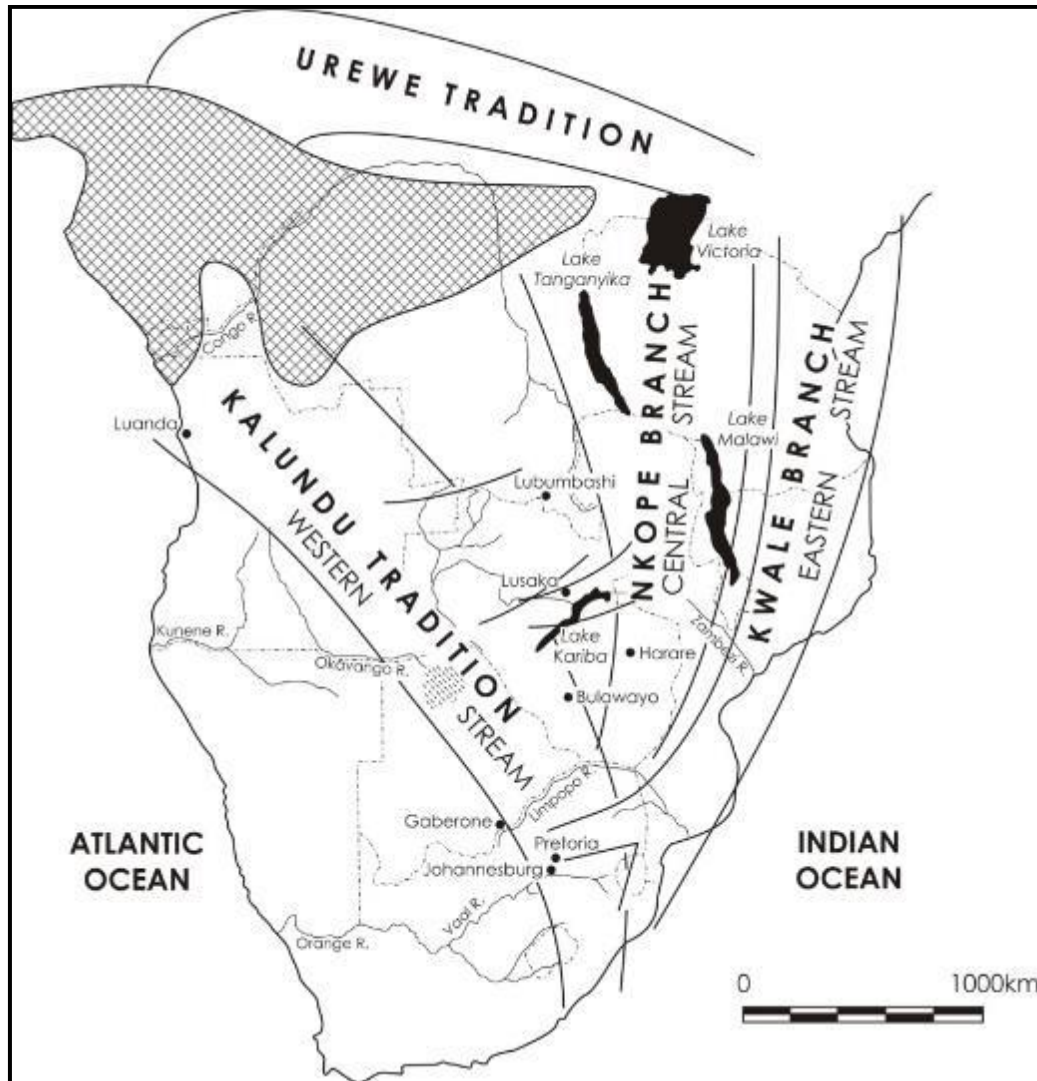 UREWE TRADITION
Lake
Victoria
Lake
Tanganyika
Congo R.
NKOPE BRANCH
CENTRAL STREAM
KWALE BRANCH
EASTERN STREAM
KALUNDU TRADITION
WESTERN STREAM
Luanda
Lake
Malawi
Lubumbashi
Lusaka
Lake
Kariba
Zambezi R.
Harare
Kunene R.
Okavango R.
Bulawayo
Limpopo R.
Gaberone
Pretoria
Johannesburg
Vaal R.
Orange R.
ATLANTIC
OCEAN
INDIAN
OCEAN
0
1000km